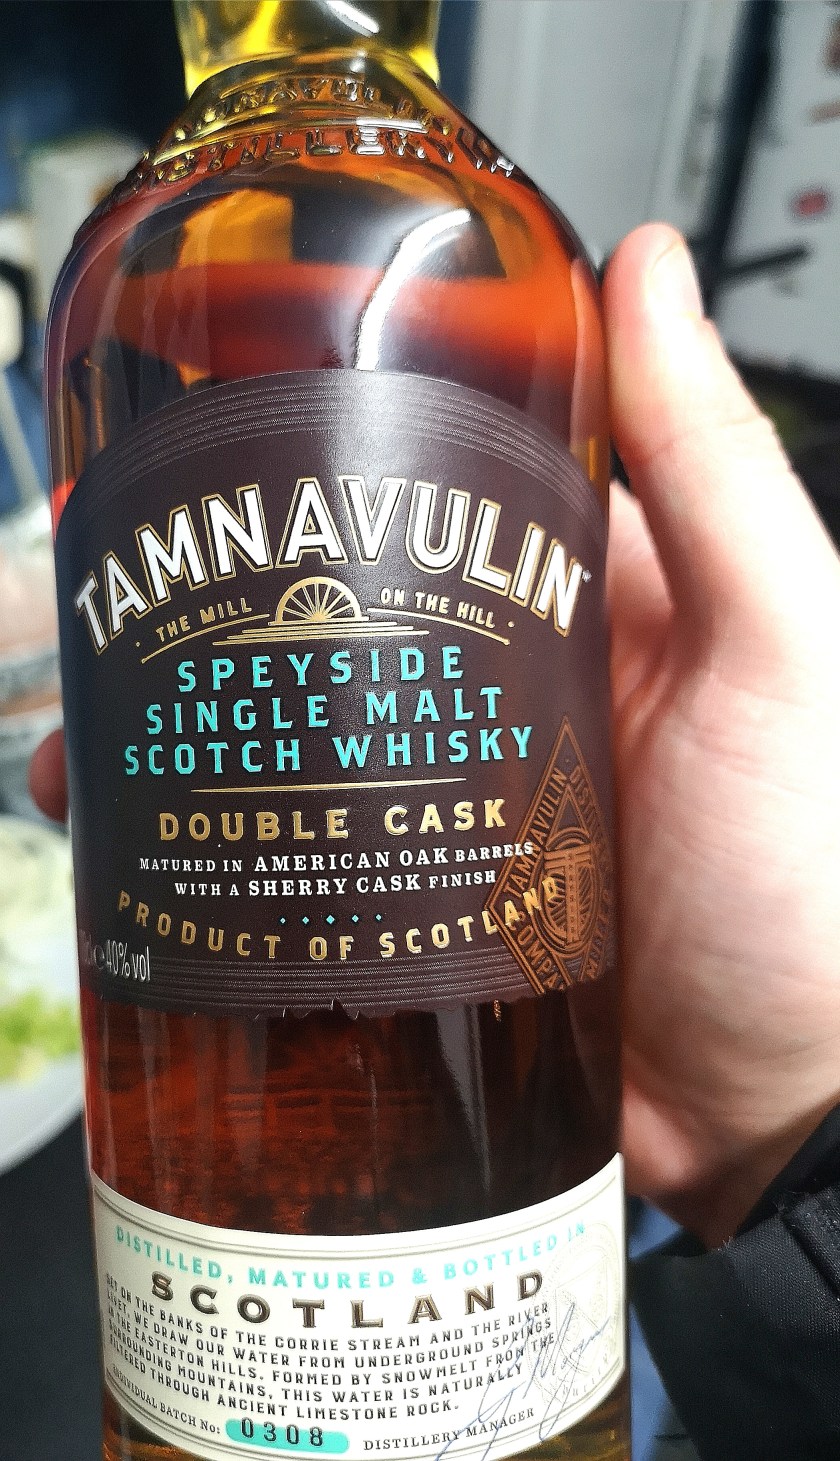 TAMNAVULIN
DISTILLERY
TAMNAVULIN™
· THE MILL ON THE HILL ·
SPEYSIDE
SINGLE MALT
SCOTCH WHISKY
DOUBLE CASK
MATURED IN AMERICAN OAK BARRELS
WITH A SHERRY CASK FINISH
PRODUCT OF SCOTLAND
℮40%vol
TAMNAVULIN
DISTILLED, MATURED & BOTTLED IN
SCOTLAND
SET ON THE BANKS OF THE CORRIE STREAM AND THE RIVER
LIVET, WE DRAW OUR WATER FROM UNDERGROUND SPRINGS
IN THE EASTERTON HILLS. FORMED BY SNOWMELT FROM THE
SURROUNDING MOUNTAINS, THIS WATER IS NATURALLY
FILTERED THROUGH ANCIENT LIMESTONE ROCK.
INDIVIDUAL BATCH No: 0308
DISTILLERY MANAGER